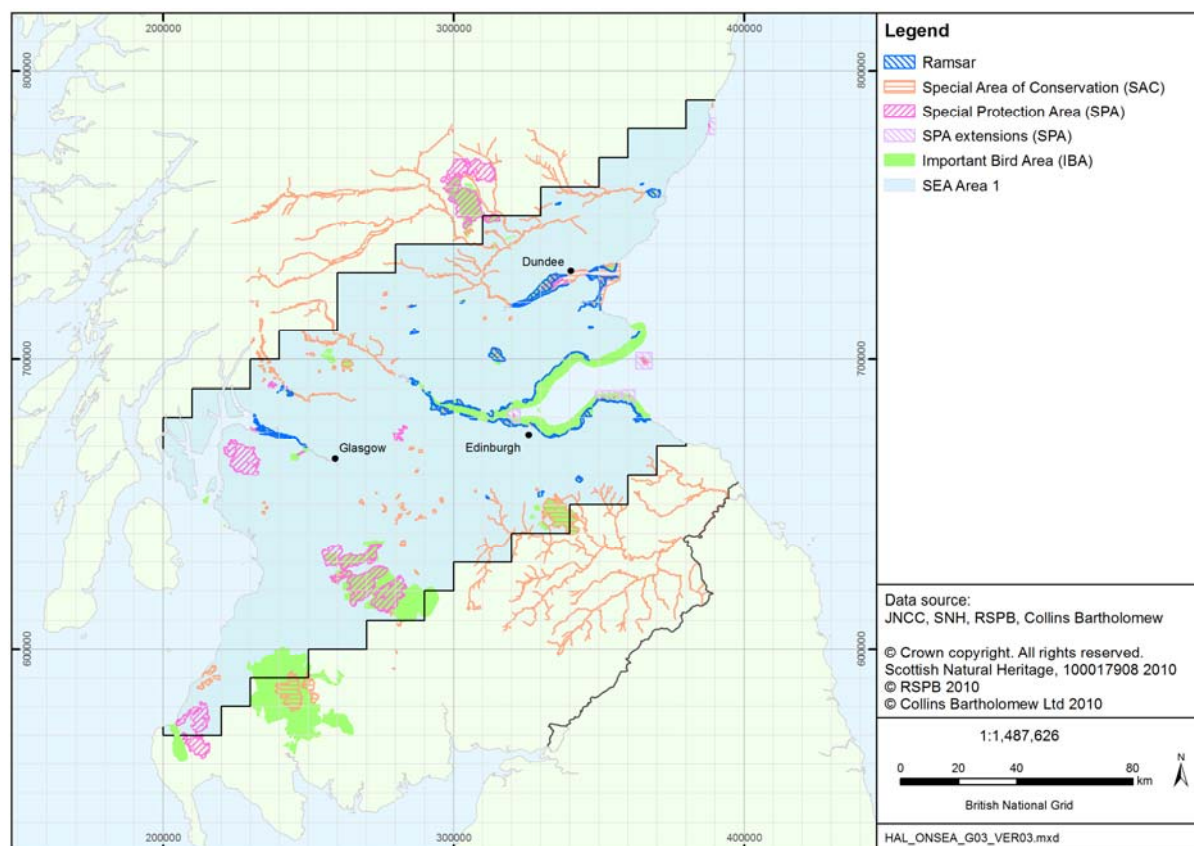 200000
300000
400000
800000
800000
Dundee
700000
700000
Glasgow
Edinburgh
600000
600000
200000
300000
400000
Legend
Ramsar
Special Area of Conservation (SAC)
Special Protection Area (SPA)
SPA extensions (SPA)
Important Bird Area (IBA)
SEA Area 1
Data source:
JNCC, SNH, RSPB, Collins Bartholomew
© Crown copyright. All rights reserved.
Scottish Natural Heritage, 100017908 2010
© RSPB 2010
© Collins Bartholomew Ltd 2010
1:1,487,626
N
0 20 40 80
km
British National Grid
HAL_ONSEA_G03_VER03.mxd